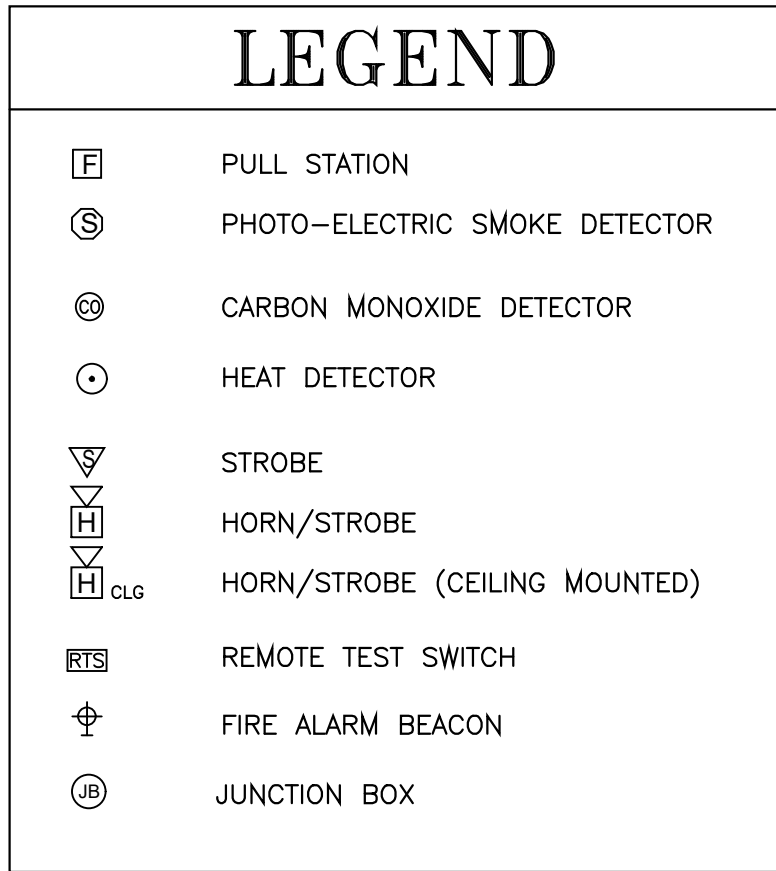 LEGEND
F PULL STATION
S PHOTO-ELECTRIC SMOKE DETECTOR
CO CARBON MONOXIDE DETECTOR
HEAT DETECTOR
S STROBE
H HORN/STROBE
H CLG HORN/STROBE (CEILING MOUNTED)
RTS REMOTE TEST SWITCH
FIRE ALARM BEACON
JB JUNCTION BOX